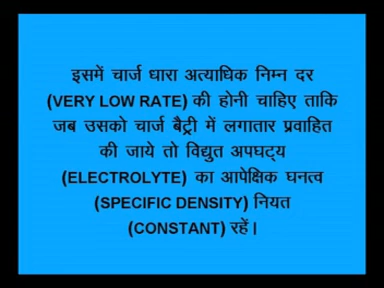 इसमें चार्ज धारा अत्याधिक निम्न दर
(VERY LOW RATE) की होनी चाहिए ताकि
जब उसको चार्ज बैट्री में लगातार प्रवाहित
की जाये तो विद्युत अपघट्य
(ELECTROLYTE) का आपेक्षिक घनत्व
(SPECIFIC DENSITY) नियत
(CONSTANT) रहें।